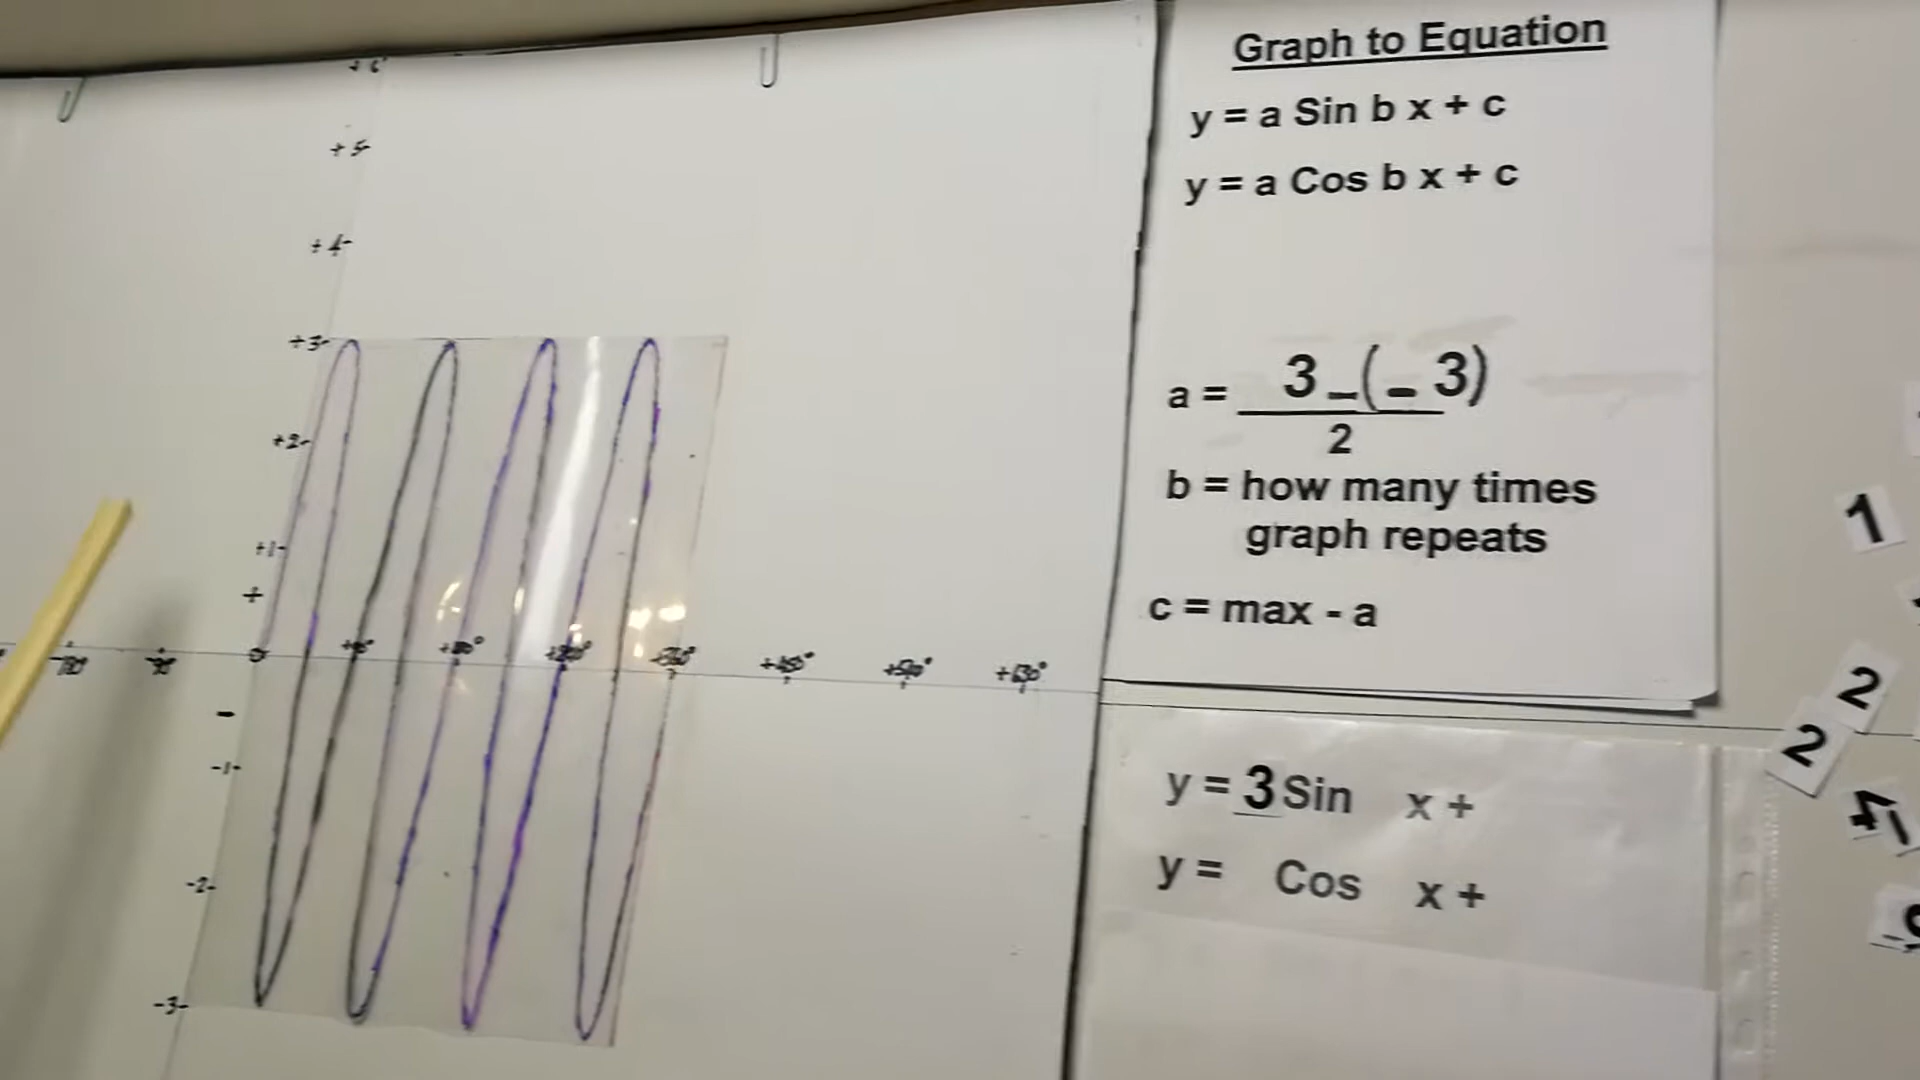 Graph to Equation
y = a Sin b x + c
y = a Cos b x + c
a = 3 - (- 3)
2
b = how many times
graph repeats
c = max - a
y = 3 Sin x +
y = Cos x +
+5
+4
+3
+2
+1
+
0
-
-1
-2
-3
1
2
2